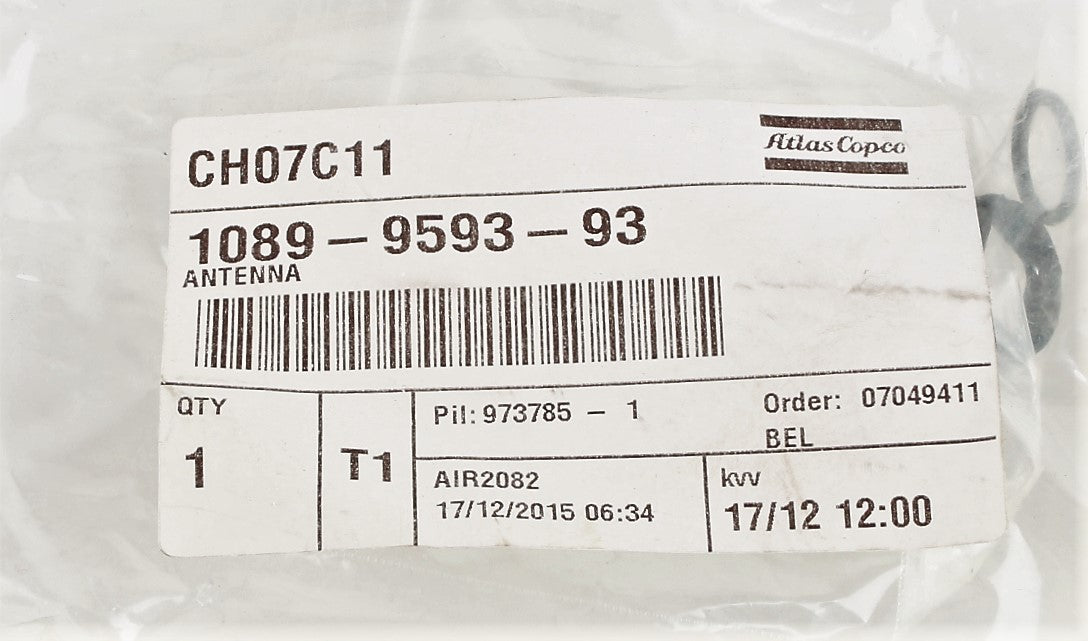 CH07C11
Atlas Copco
1089 – 9593 – 93
ANTENNA
QTY
1
T1
Pil: 973785 – 1
Order: 07049411
BEL
AIR2082
17/12/2015 06:34
kvv
17/12 12:00